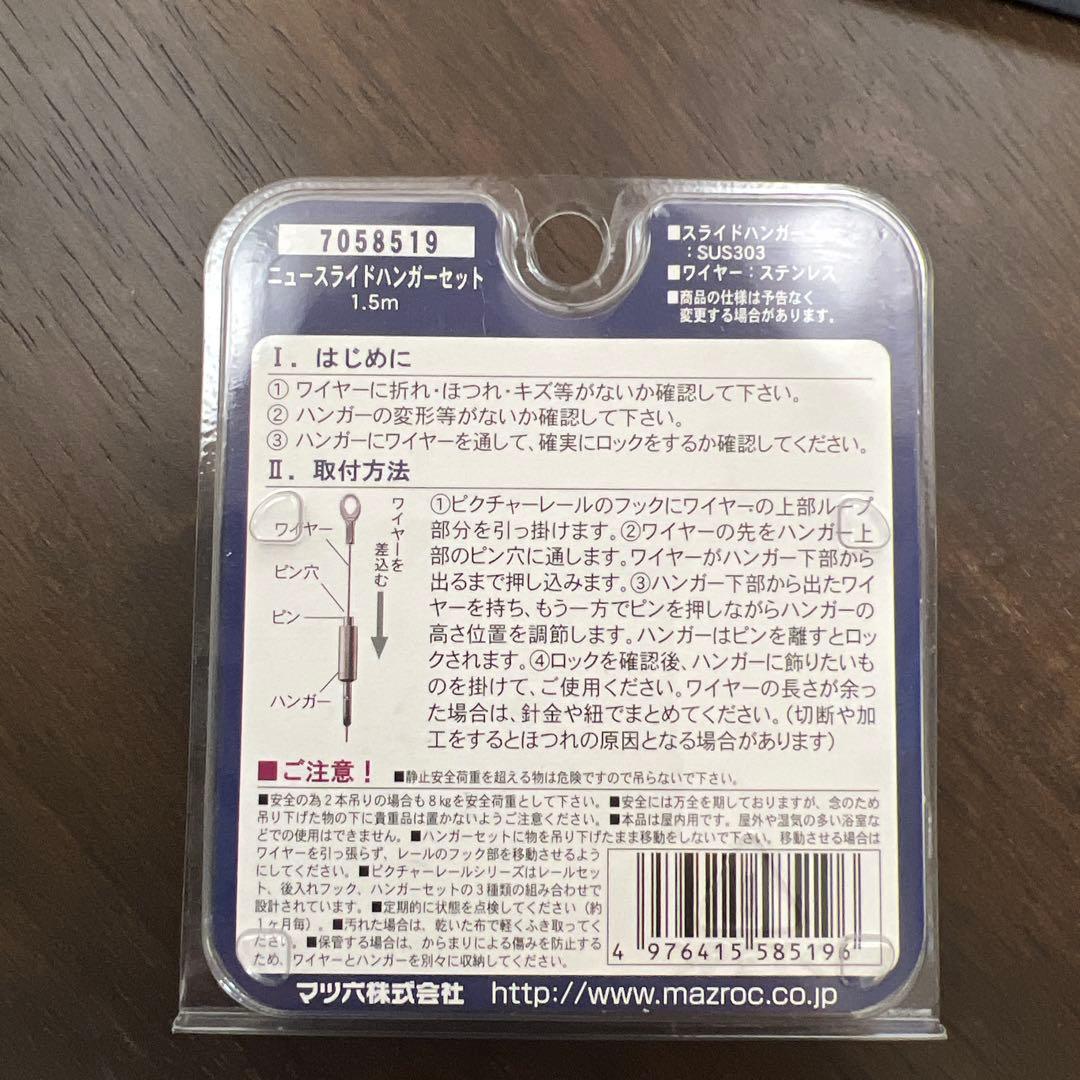 7058519
ニュースライドハンガーセット
1.5m
■スライドハンガー
：SUS303
■ワイヤー：ステンレス
■商品の仕様は予告なく
変更する場合があります。
Ⅰ．はじめに
① ワイヤーに折れ・ほつれ・キズ等がないか確認して下さい。
② ハンガーの変形等がないか確認して下さい。
③ ハンガーにワイヤーを通して、確実にロックをするか確認してください。
Ⅱ．取付方法
ワイヤー
ピン穴
ピン
ハンガー
ワイヤーを
差込む
①ピクチャーレールのフックにワイヤーの上部ループ
部分を引っ掛けます。②ワイヤーの先をハンガー上
部のピン穴に通します。ワイヤーがハンガー下部から
出るまで押し込みます。③ハンガー下部から出たワイ
ヤーを持ち、もう一方でピンを押しながらハンガーの
高さ位置を調節します。ハンガーはピンを離すとロッ
クされます。④ロックを確認後、ハンガーに飾りたいも
のを掛けて、ご使用ください。ワイヤーの長さが余っ
た場合は、針金や紐でまとめてください。（切断や加
工をするとほつれの原因となる場合があります）
■ご注意！ ■静止安全荷重を超える物は危険ですので吊らないで下さい。
■安全の為２本吊りの場合も８kgを安全荷重として下さい。■安全には万全を期しておりますが、念のため
吊り下げた物の下に貴重品は置かないようご注意ください。■本品は屋内用です。屋外や湿気の多い浴室な
どでの使用はできません。■ハンガーセットに物を吊り下げたまま移動をしないで下さい。移動させる場合は
ワイヤーを引っ張らず、レールのフック部を移動させるよう
にしてください。■ピクチャーレールシリーズはレールセッ
ト、後入れフック、ハンガーセットの３種類の組み合わせで
設計されています。■定期的に状態を点検してください（約
１ヶ月毎）。■汚れた場合は、乾いた布で軽くふき取ってく
ださい。■保管する場合は、からまりによる傷みを防止する
ため、ワイヤーとハンガーを別々に収納してください。
4 976415 585196
マツ六株式会社 http://www.mazroc.co.jp